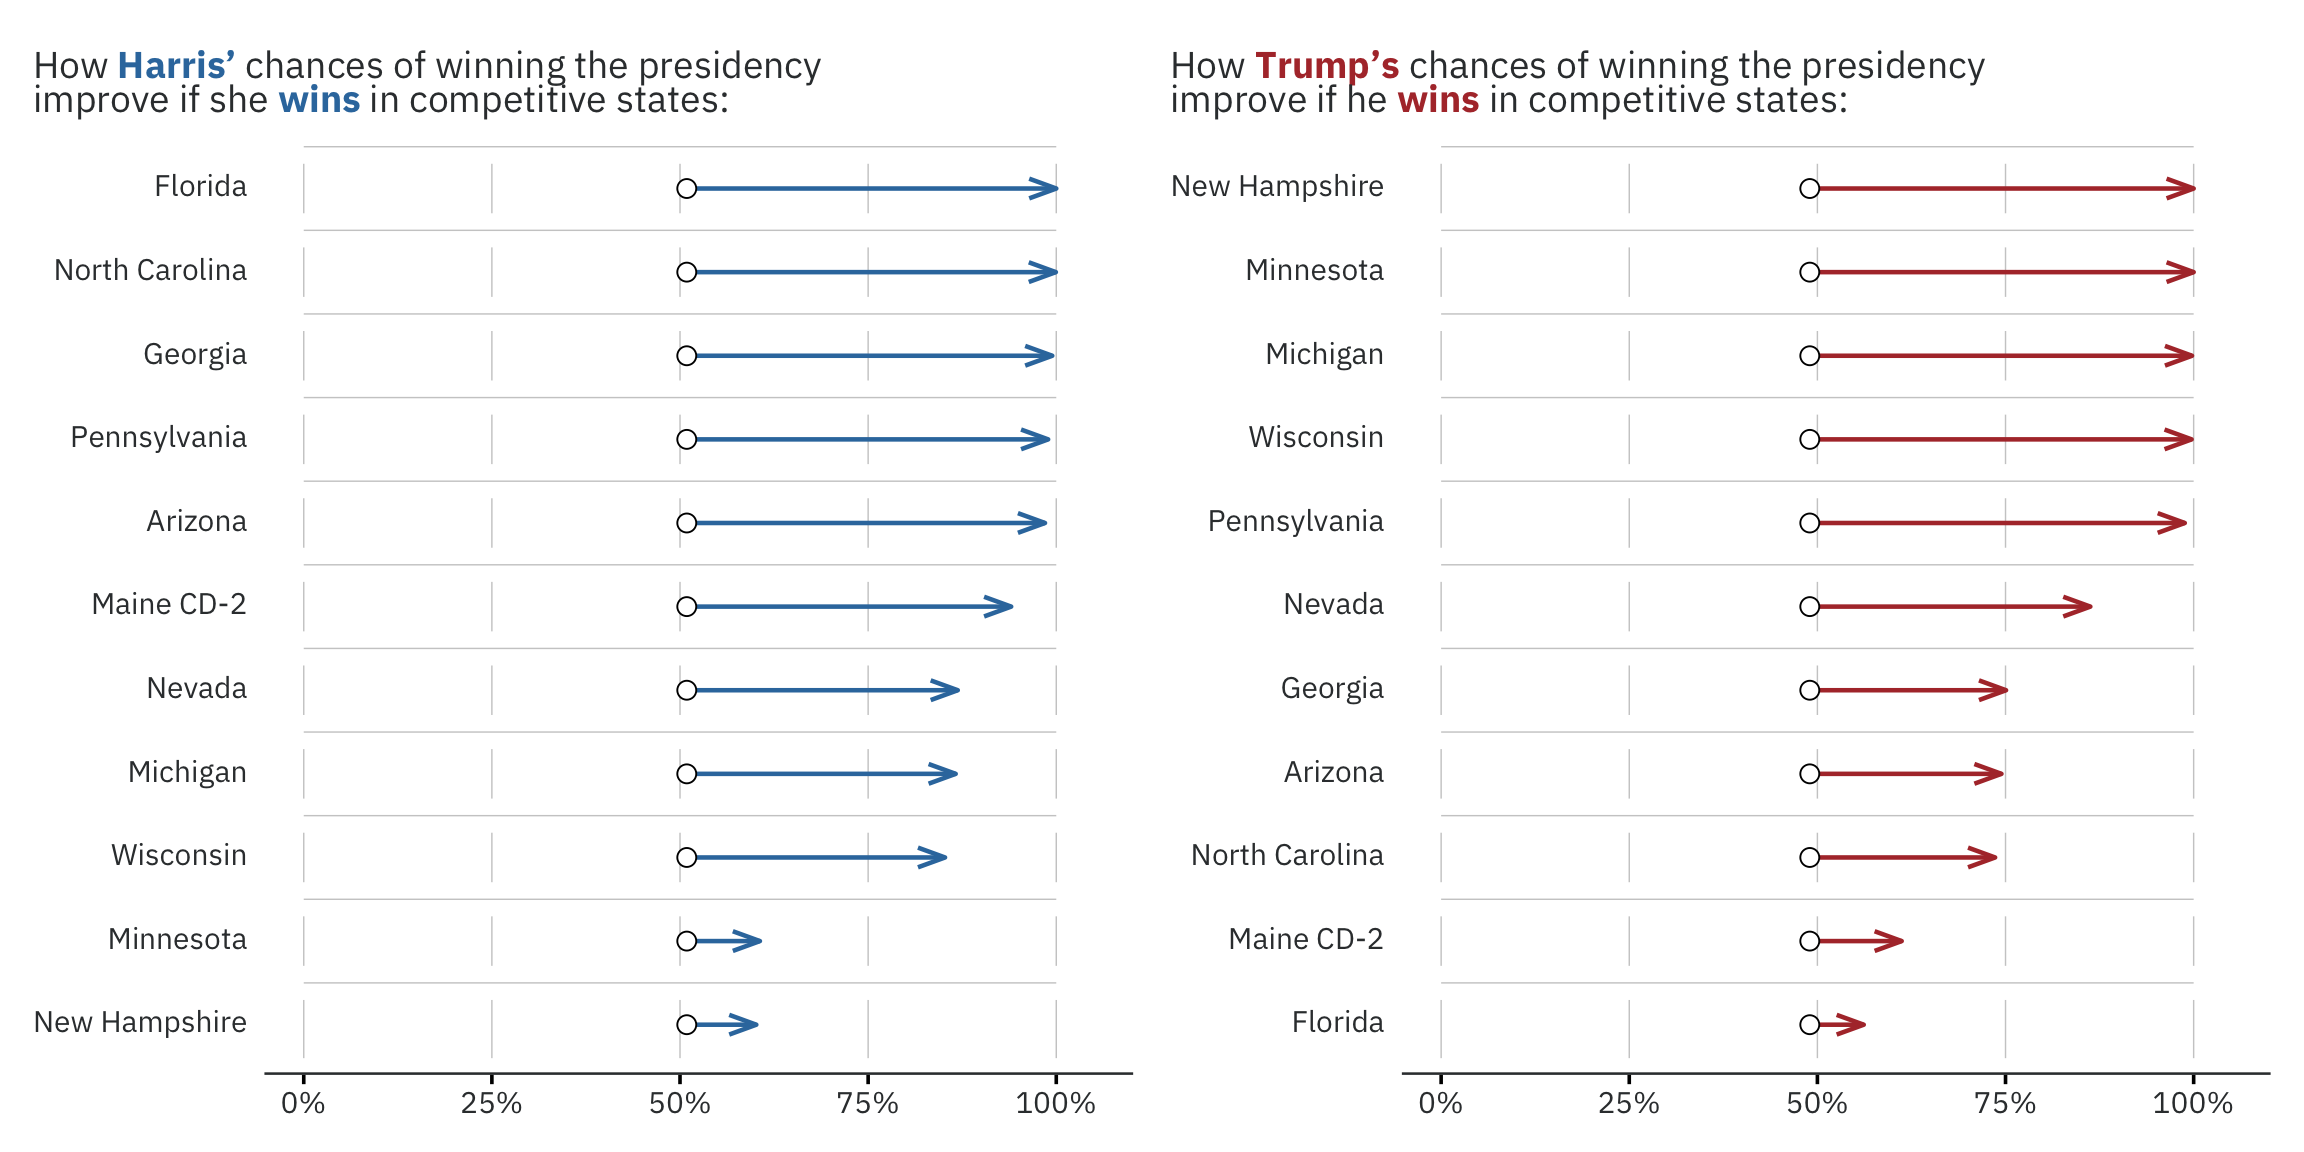 How Harris’ chances of winning the presidency
improve if she wins in competitive states:
Florida
North Carolina
Georgia
Pennsylvania
Arizona
Maine CD-2
Nevada
Michigan
Wisconsin
Minnesota
New Hampshire
0% 25% 50% 75% 100%
How Trump’s chances of winning the presidency
improve if he wins in competitive states:
New Hampshire
Minnesota
Michigan
Wisconsin
Pennsylvania
Nevada
Georgia
Arizona
North Carolina
Maine CD-2
Florida
0% 25% 50% 75% 100%